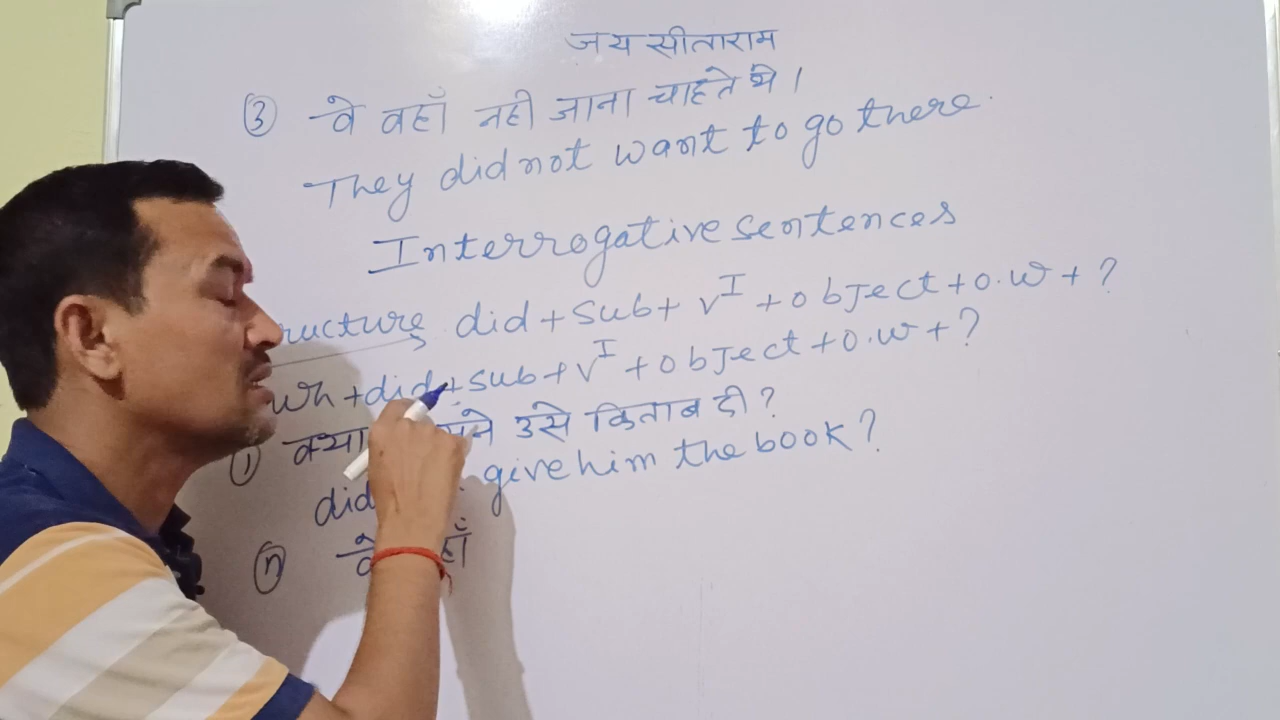 जय सीताराम
③ वे वहाँ नही जाना चाहते थे।
They did not want to go there.
Interrogative sentences
ructure did + sub + V^I + object + o.w + ?
Wh + did + sub + V^I + object + o.w + ?
① क्या उसे किताब दी ?
did give him the book ?
ⓝ वे